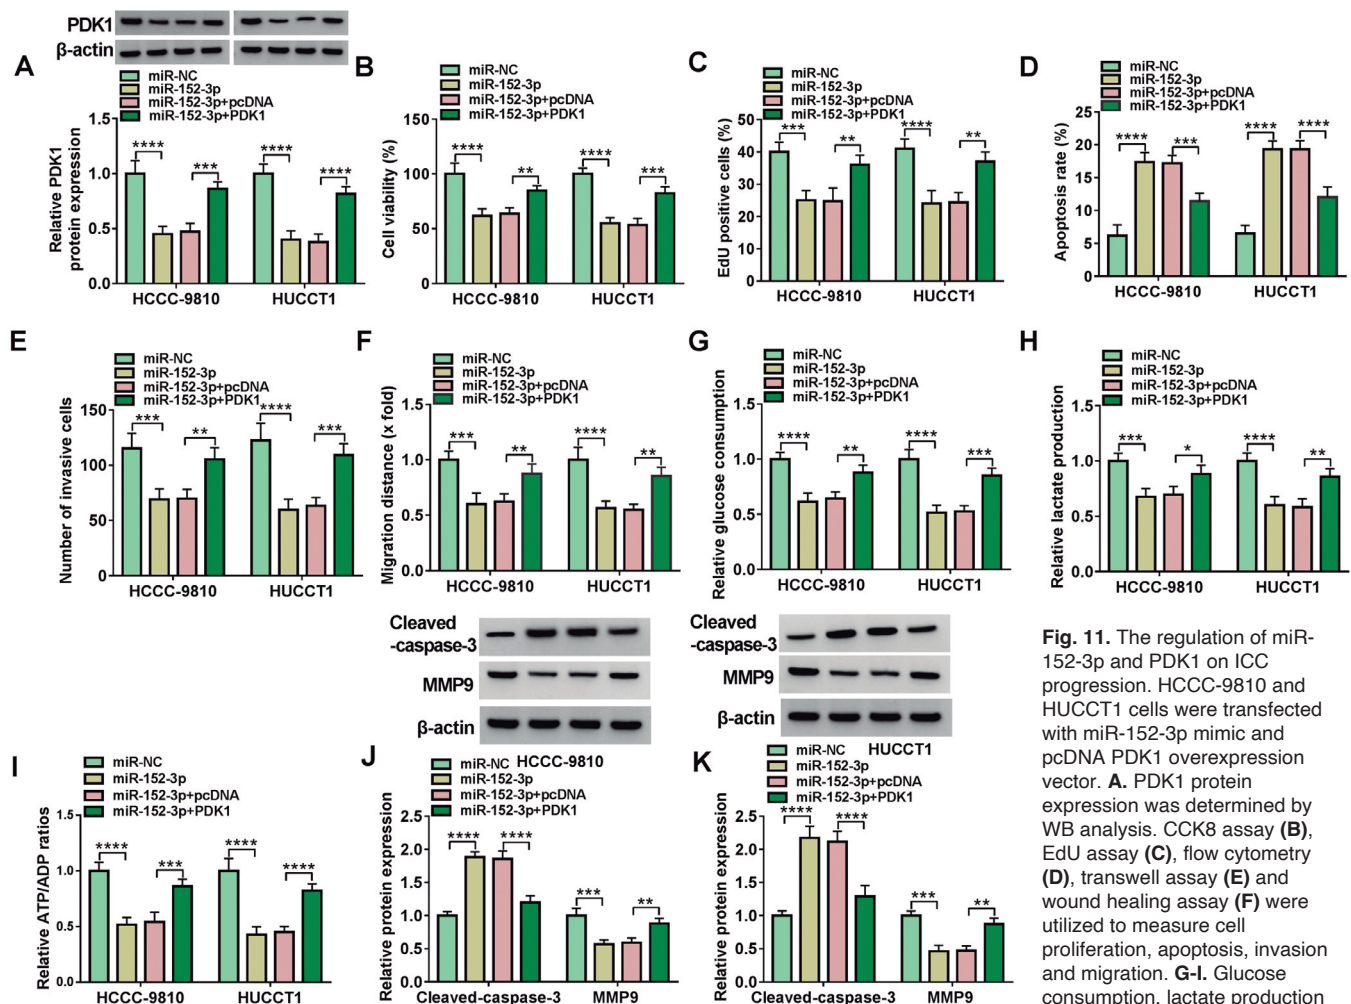 PDK1
β-actin
A
miR-NC
miR-152-3p
miR-152-3p+pcDNA
miR-152-3p+PDK1
Relative PDK1
protein expression
1.5
1.0
0.5
0.0
****
***
****
****
HCCC-9810
HUCCT1
B
miR-NC
miR-152-3p
miR-152-3p+pcDNA
miR-152-3p+PDK1
Cell viability (%)
150
100
50
0
****
**
****
***
HCCC-9810
HUCCT1
C
miR-NC
miR-152-3p
miR-152-3p+pcDNA
miR-152-3p+PDK1
EdU positive cells (%)
50
40
30
20
10
0
***
**
****
**
HCCC-9810
HUCCT1
D
miR-NC
miR-152-3p
miR-152-3p+pcDNA
miR-152-3p+PDK1
Apoptosis rate (%)
25
20
15
10
5
0
****
***
****
****
HCCC-9810
HUCCT1
E
miR-NC
miR-152-3p
miR-152-3p+pcDNA
miR-152-3p+PDK1
Number of invasive cells
150
100
50
0
***
**
****
***
HCCC-9810
HUCCT1
F
miR-NC
miR-152-3p
miR-152-3p+pcDNA
miR-152-3p+PDK1
Migration distance (x fold)
1.5
1.0
0.5
0.0
***
**
****
**
HCCC-9810
HUCCT1
G
miR-NC
miR-152-3p
miR-152-3p+pcDNA
miR-152-3p+PDK1
Relative glucose consumption
1.5
1.0
0.5
0.0
****
**
****
***
HCCC-9810
HUCCT1
H
miR-NC
miR-152-3p
miR-152-3p+pcDNA
miR-152-3p+PDK1
Relative lactate production
1.5
1.0
0.5
0.0
***
*
****
**
HCCC-9810
HUCCT1
I
miR-NC
miR-152-3p
miR-152-3p+pcDNA
miR-152-3p+PDK1
Relative ATP/ADP ratios
1.5
1.0
0.5
0.0
****
***
****
****
HCCC-9810
HUCCT1
Cleaved
-caspase-3
MMP9
β-actin
HCCC-9810
J
miR-NC
miR-152-3p
miR-152-3p+pcDNA
miR-152-3p+PDK1
Relative protein expression
2.5
2.0
1.5
1.0
0.5
0.0
****
****
***
**
Cleaved-caspase-3
MMP9
Cleaved
-caspase-3
MMP9
β-actin
HUCCT1
K
miR-NC
miR-152-3p
miR-152-3p+pcDNA
miR-152-3p+PDK1
Relative protein expression
2.5
2.0
1.5
1.0
0.5
0.0
****
****
***
**
Cleaved-caspase-3
MMP9
Fig. 11. The regulation of miR-
152-3p and PDK1 on ICC
progression. HCCC-9810 and
HUCCT1 cells were transfected
with miR-152-3p mimic and
pcDNA PDK1 overexpression
vector. A. PDK1 protein
expression was determined by
WB analysis. CCK8 assay (B),
EdU assay (C), flow cytometry
(D), transwell assay (E) and
wound healing assay (F) were
utilized to measure cell
proliferation, apoptosis, invasion
and migration. G-I. Glucose
consumption, lactate production